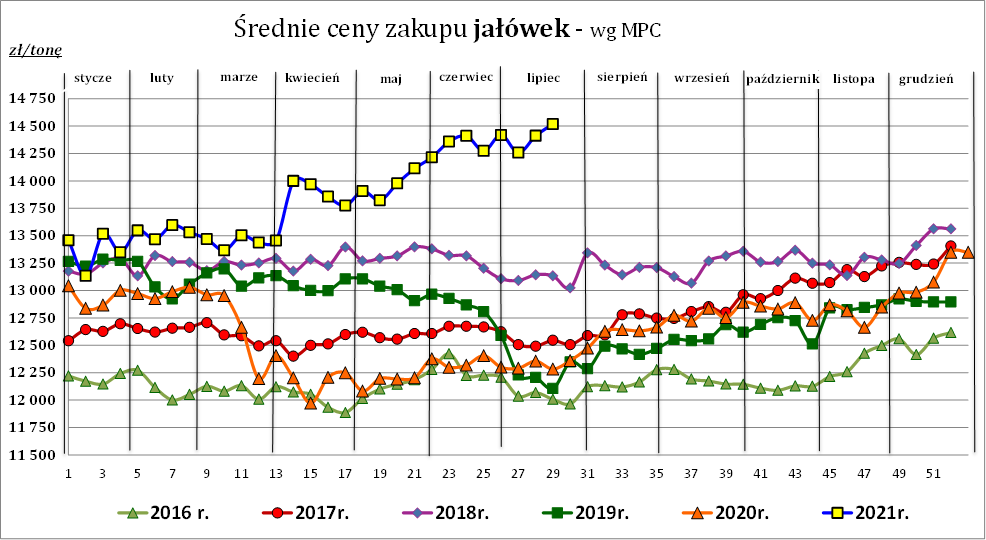 Średnie ceny zakupu jałówek - wg MPC
zł/tonę
stycze luty marze kwiecień maj czerwiec lipiec sierpień wrzesień październik listopa grudzień
14 750
14 500
14 250
14 000
13 750
13 500
13 250
13 000
12 750
12 500
12 250
12 000
11 750
11 500
1 3 5 7 9 11 13 15 17 19 21 23 25 27 29 31 33 35 37 39 41 43 45 47 49 51
2016 r. 2017r. 2018r. 2019r. 2020r. 2021r.